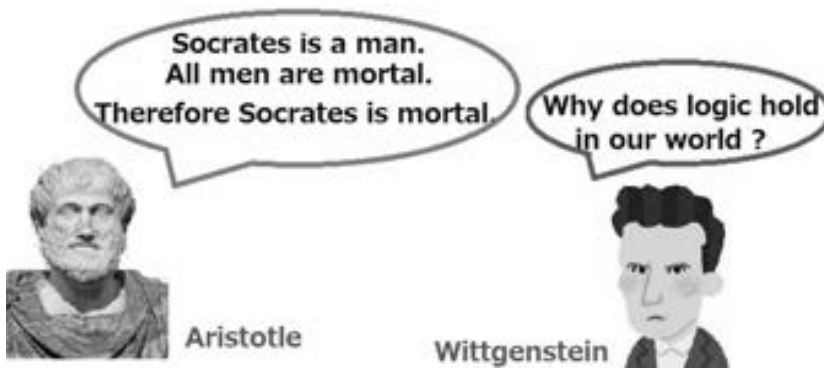 Socrates is a man.
All men are mortal.
Therefore Socrates is mortal.
Why does logic hold
in our world ?
Aristotle
Wittgenstein